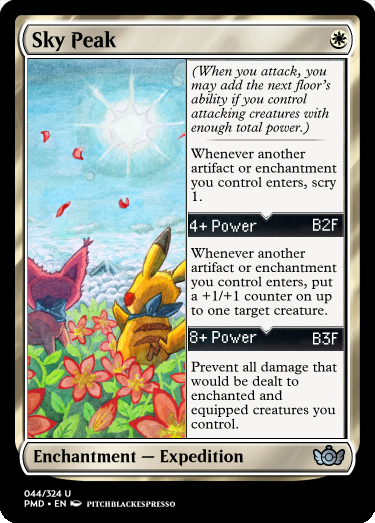 Sky Peak
(When you attack, you
may add the next floor's
ability if you control
attacking creatures with
enough total power.)
Whenever another
artifact or enchantment
you control enters, scry
1.
4+ Power B2F
Whenever another
artifact or enchantment
you control enters, put
a +1/+1 counter on up
to one target creature.
8+ Power B3F
Prevent all damage that
would be dealt to
enchanted and
equipped creatures you
control.
Enchantment — Expedition
044/324 U
PMD • EN PITCHBLACKESPRESSO